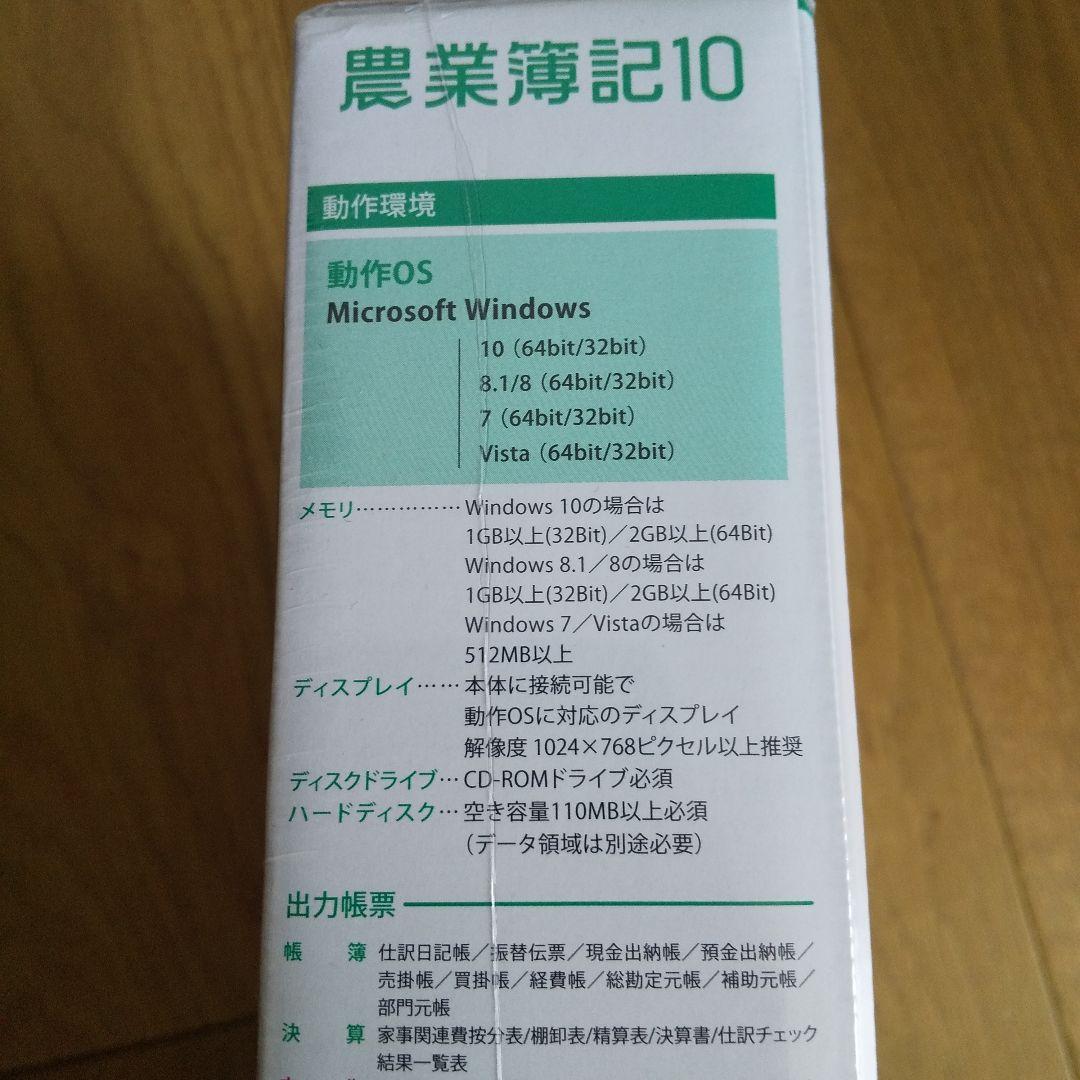 農業簿記10
動作環境
動作OS
Microsoft Windows
10（64bit/32bit）
8.1/8（64bit/32bit）
7（64bit/32bit）
Vista（64bit/32bit）
メモリ……………Windows 10の場合は
1GB以上(32Bit)／2GB以上(64Bit)
Windows 8.1／8の場合は
1GB以上(32Bit)／2GB以上(64Bit)
Windows 7／Vistaの場合は
512MB以上
ディスプレイ……本体に接続可能で
動作OSに対応のディスプレイ
解像度 1024×768ピクセル以上推奨
ディスクドライブ…CD-ROMドライブ必須
ハードディスク…空き容量110MB以上必須
（データ領域は別途必要）
出力帳票
帳　簿 仕訳日記帳／振替伝票／現金出納帳／預金出納帳／
売掛帳／買掛帳／経費帳／総勘定元帳／補助元帳／
部門元帳
決　算 家事関連費按分表/棚卸表/精算表/決算書/仕訳チェック
結果一覧表